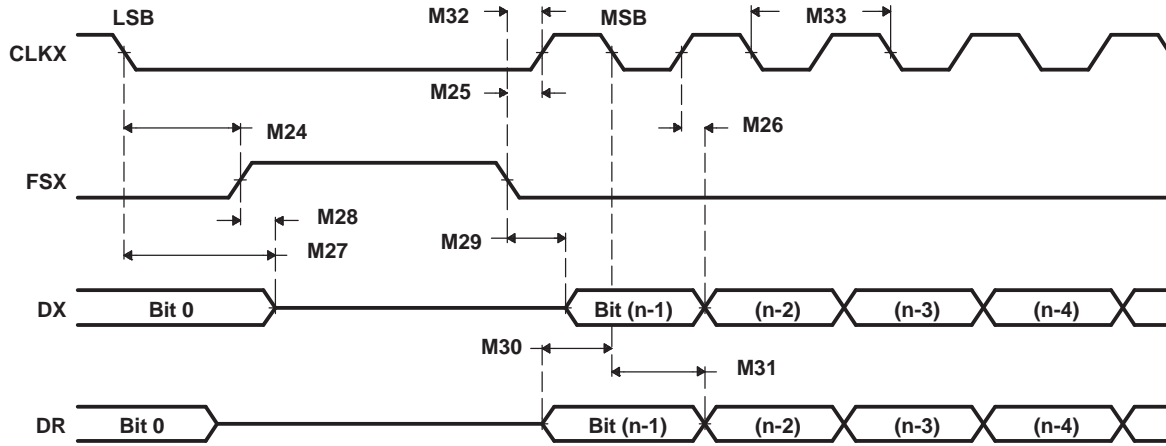 LSB M32 MSB M33
CLKX
M25
M24 M26
FSX
M28
M27 M29
DX Bit 0 Bit (n-1) (n-2) (n-3) (n-4)
M30
M31
DR Bit 0 Bit (n-1) (n-2) (n-3) (n-4)